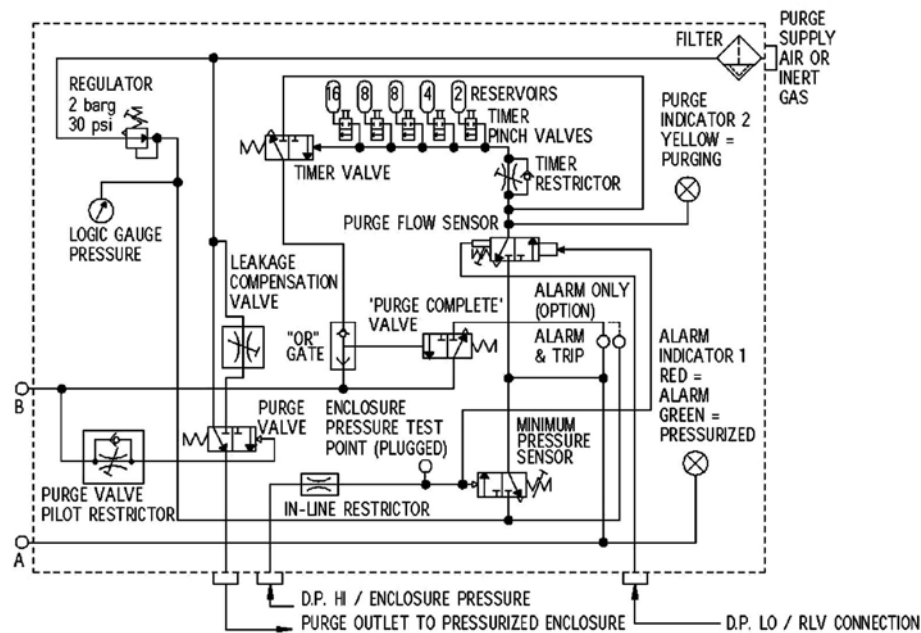 PURGE
SUPPLY
AIR OR
INERT
GAS
FILTER
REGULATOR
2 barg
30 psi
16
8
8
4
2
RESERVOIRS
TIMER
PINCH VALVES
PURGE
INDICATOR 2
YELLOW =
PURGING
TIMER VALVE
TIMER
RESTRICTOR
LOGIC GAUGE
PRESSURE
PURGE FLOW SENSOR
LEAKAGE
COMPENSATION
VALVE
'PURGE COMPLETE'
VALVE
ALARM ONLY
(OPTION)
"OR"
GATE
ALARM
& TRIP
ALARM
INDICATOR 1
RED =
ALARM
GREEN =
PRESSURIZED
B
PURGE
VALVE
ENCLOSURE
PRESSURE TEST
POINT (PLUGGED)
MINIMUM
PRESSURE
SENSOR
PURGE VALVE
PILOT RESTRICTOR
IN-LINE RESTRICTOR
A
D.P. HI / ENCLOSURE PRESSURE
PURGE OUTLET TO PRESSURIZED ENCLOSURE
D.P. LO / RLV CONNECTION